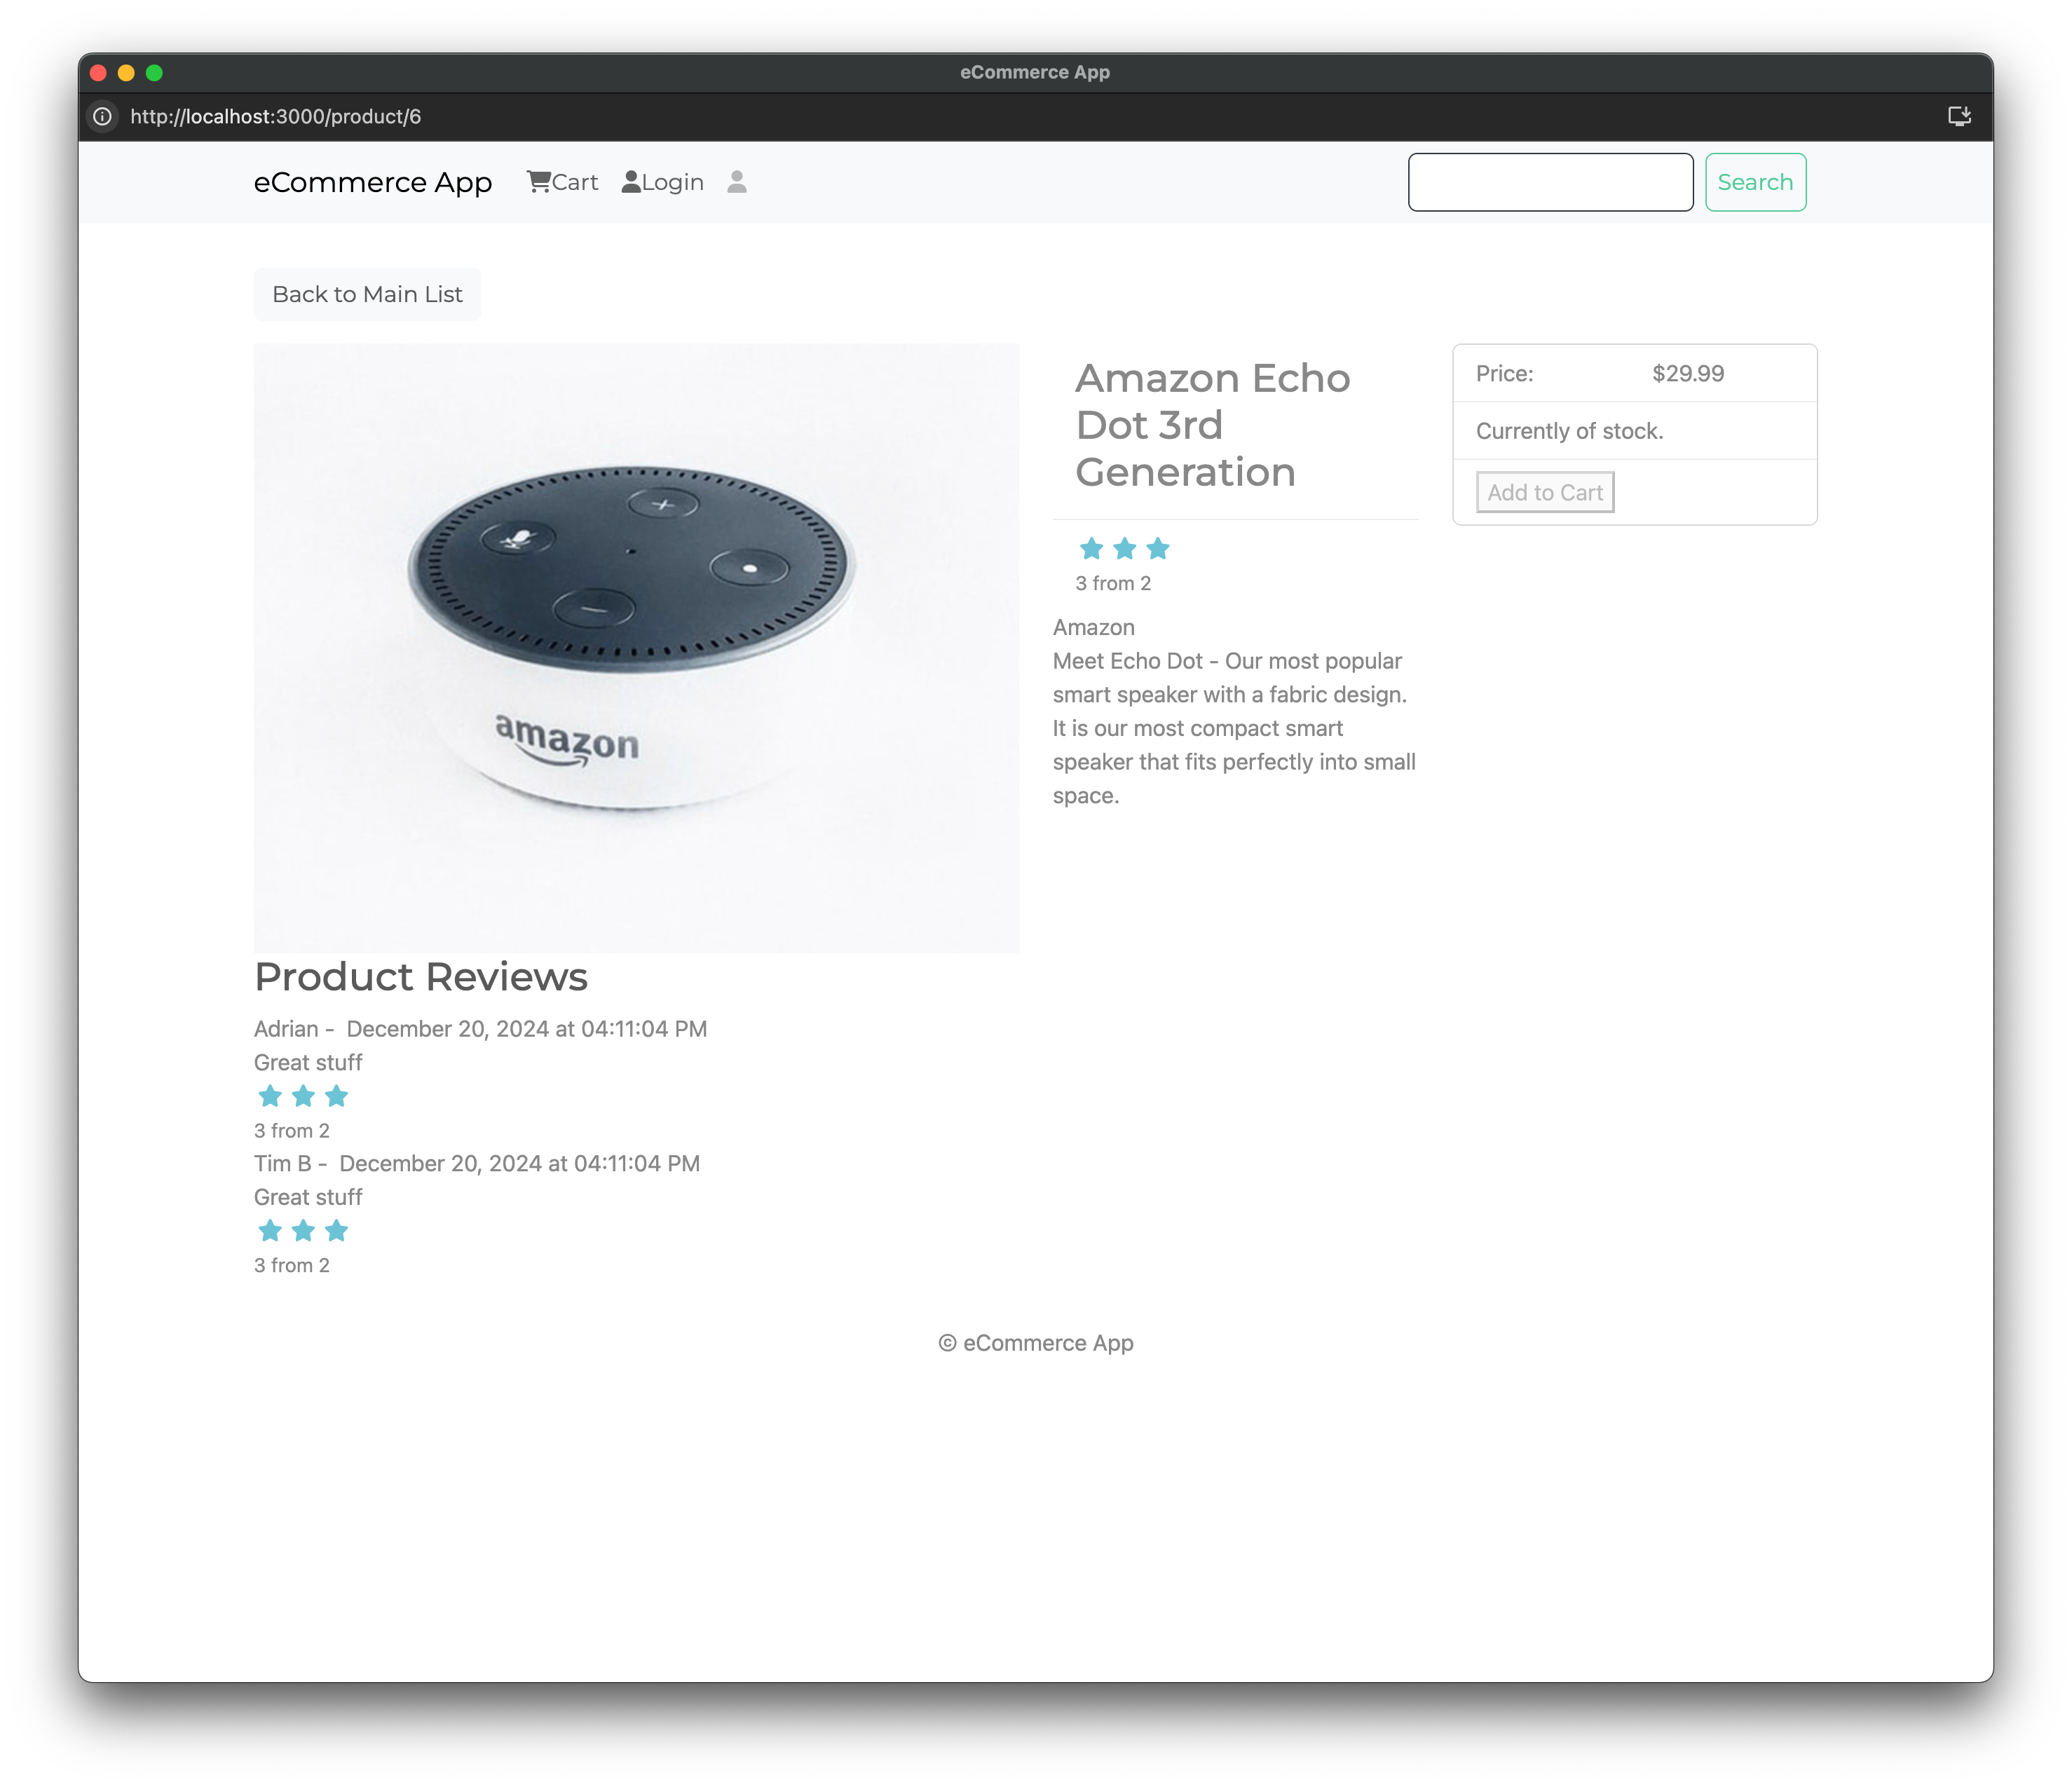 eCommerce App
http://localhost:3000/product/6
eCommerce App
Cart
Login
Search
Back to Main List
amazon
Amazon Echo
Dot 3rd
Generation
3 from 2
Amazon
Meet Echo Dot - Our most popular
smart speaker with a fabric design.
It is our most compact smart
speaker that fits perfectly into small
space.
Price: $29.99
Currently of stock.
Add to Cart
Product Reviews
Adrian - December 20, 2024 at 04:11:04 PM
Great stuff
3 from 2
Tim B - December 20, 2024 at 04:11:04 PM
Great stuff
3 from 2
© eCommerce App